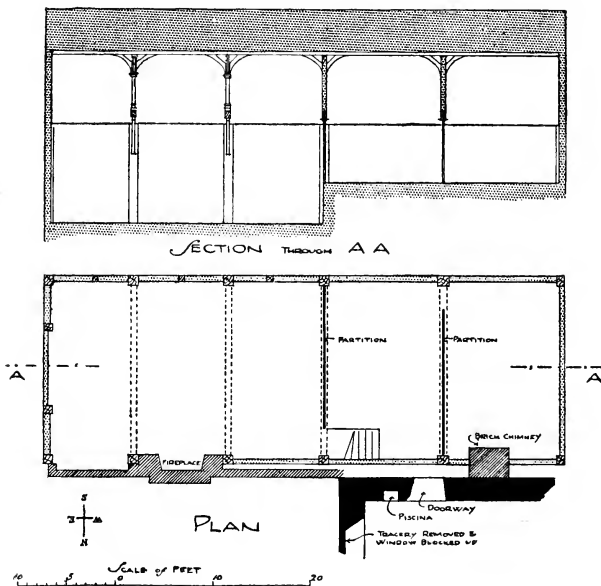 SECTION THROUGH A A
PARTITION
PARTITION
A
A
BRICK CHIMNEY
FIREPLACE
DOORWAY
PISCINA
PLAN
S
E W
N
TRACERY REMOVED &
WINDOW BLOCKED UP
SCALE OF FEET
10 5 0 10 20